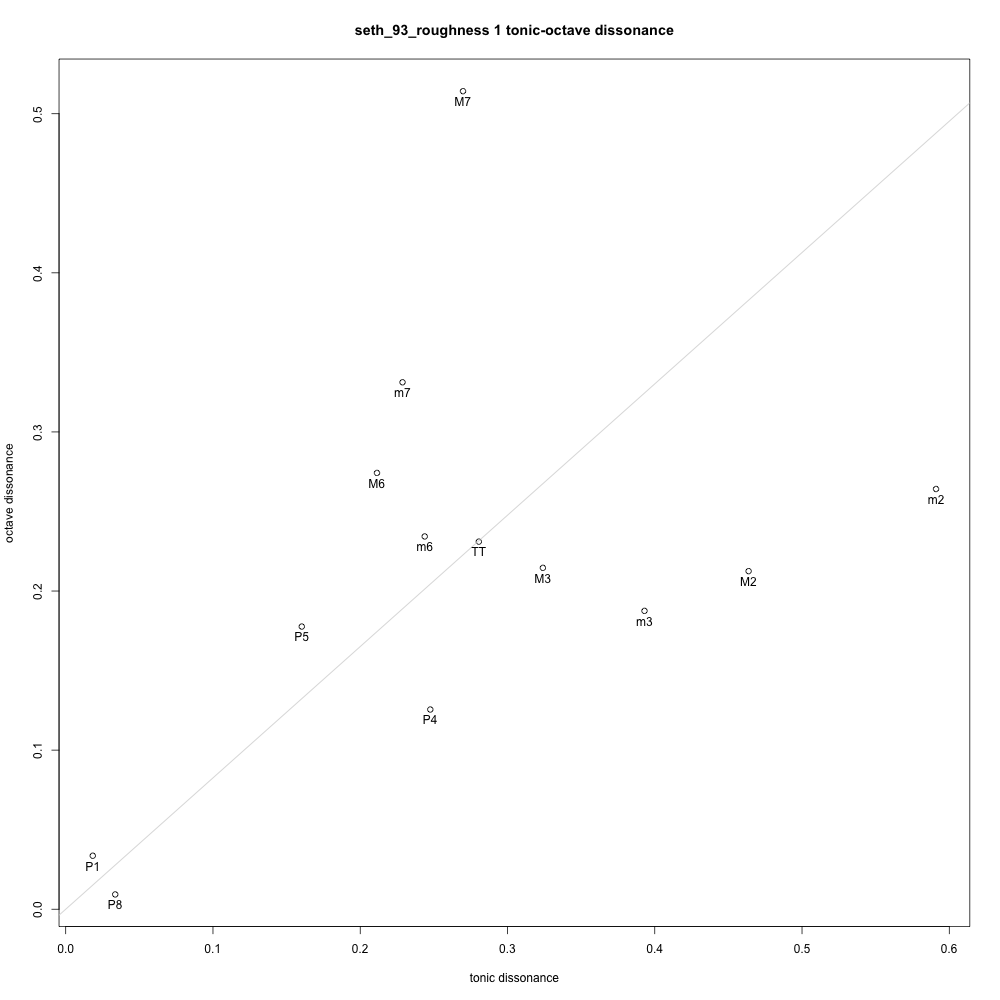 seth_93_roughness 1 tonic-octave dissonance
M7
m7
M6
m2
m6
TT
M3
M2
m3
P5
P4
P1
P8
octave dissonance
0.5
0.4
0.3
0.2
0.1
0.0
0.0 0.1 0.2 0.3 0.4 0.5 0.6
tonic dissonance